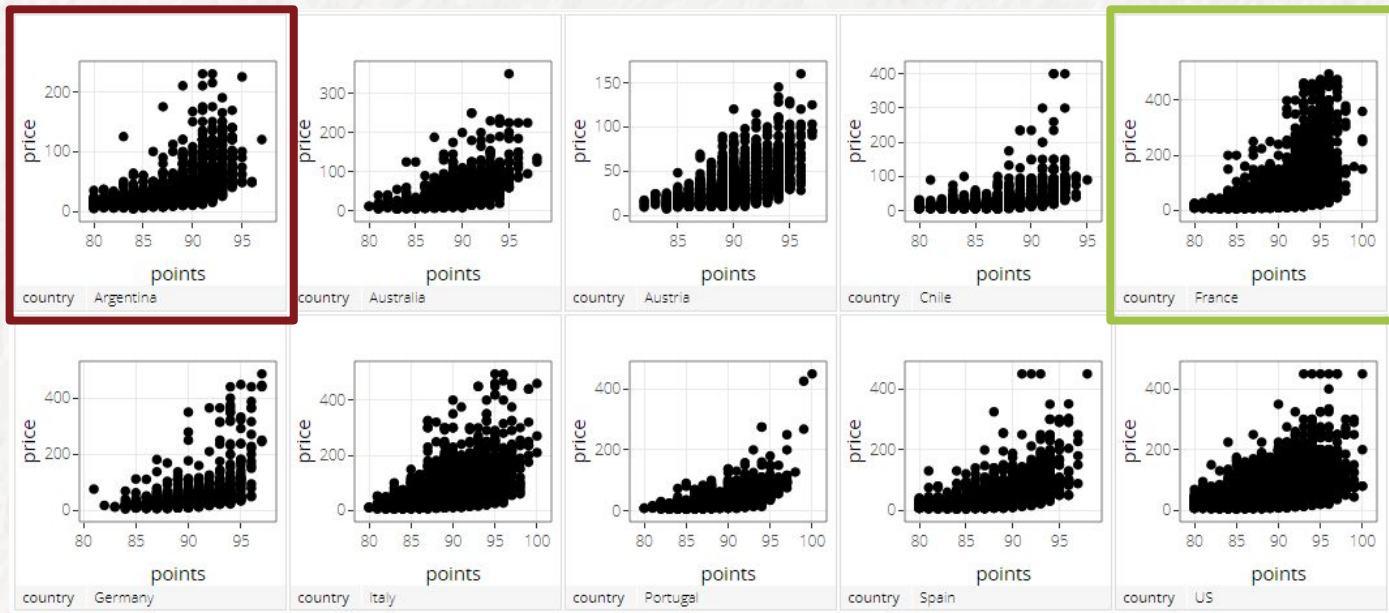 200
100
0
price
80 85 90 95
points
country Argentina
300
200
100
0
price
80 85 90 95
points
country Australia
150
100
50
0
price
85 90 95
points
country Austria
400
300
200
100
0
price
80 85 90 95
points
country Chile
400
200
0
price
80 85 90 95 100
points
country France
400
200
0
price
80 85 90 95
points
country Germany
400
200
0
price
80 85 90 95 100
points
country Italy
400
200
0
price
80 85 90 95 100
points
country Portugal
400
200
0
price
80 85 90 95
points
country Spain
400
200
0
price
80 85 90 95 100
points
country US